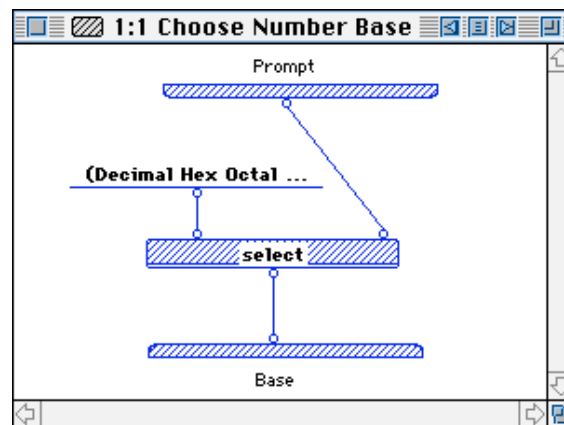 1:1 Choose Number Base
Prompt
(Decimal Hex Octal ...
select
Base